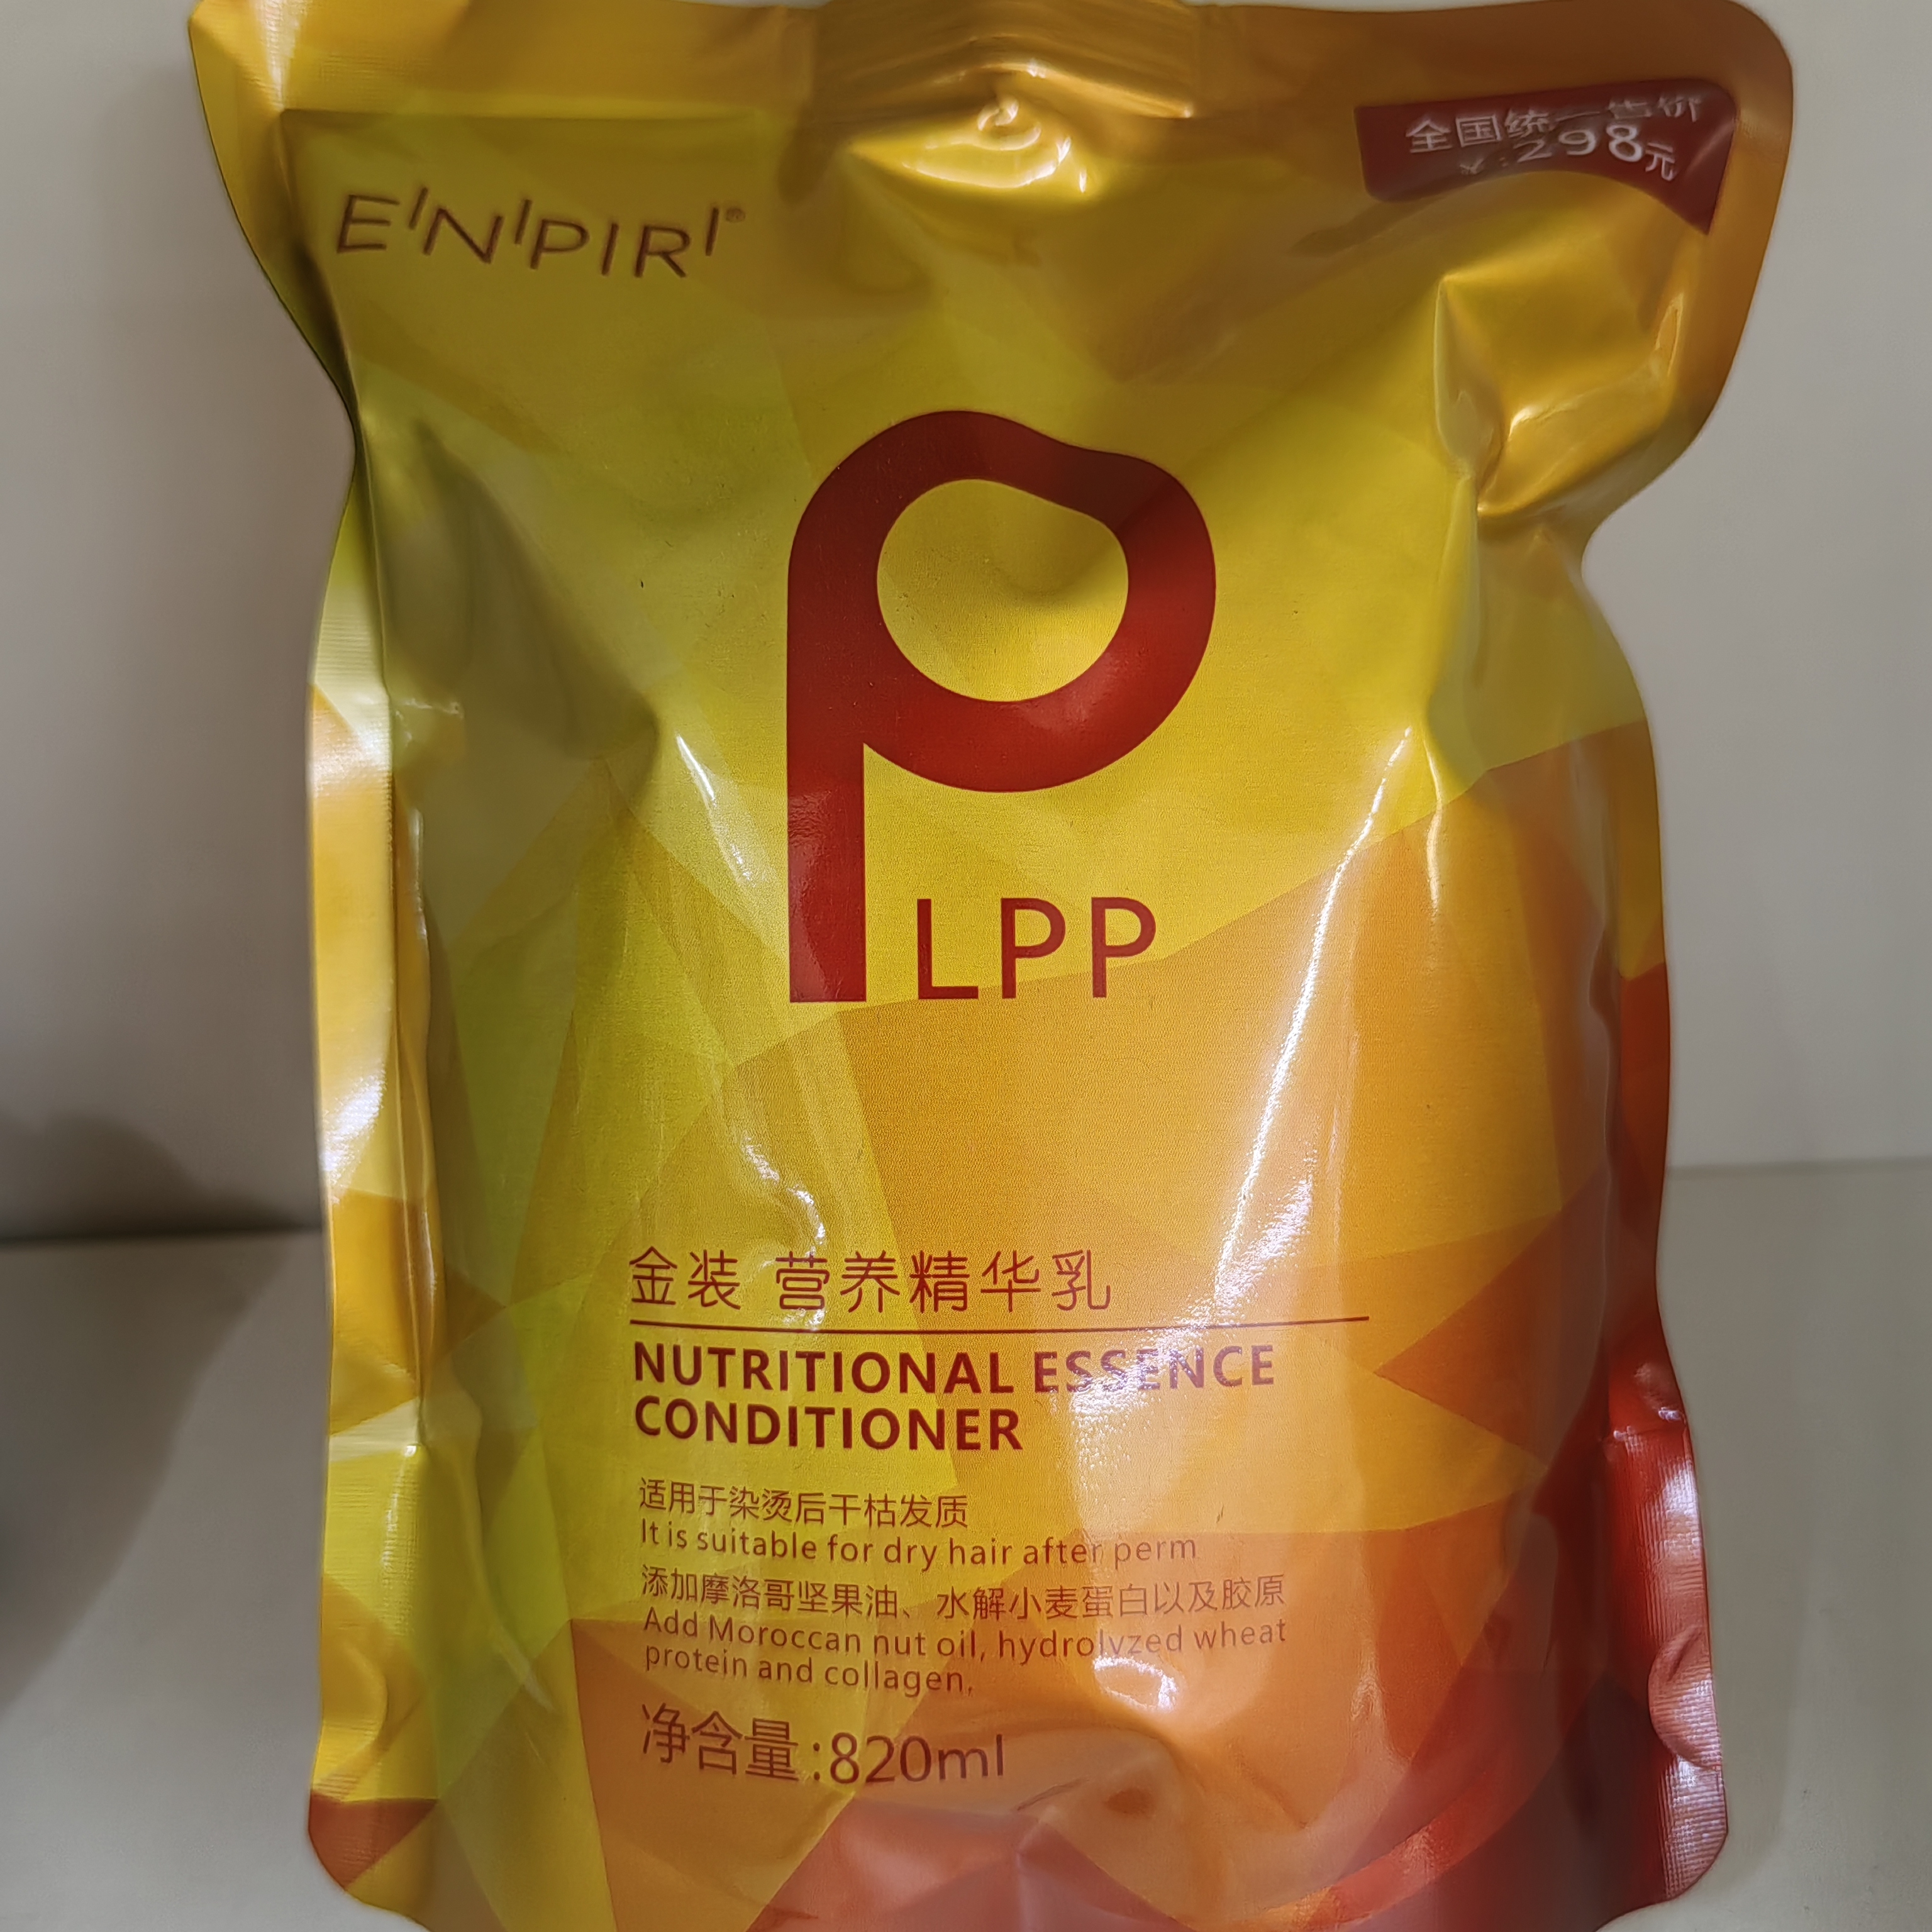 全国统一售价
¥:298元
E'N'PIR'®
P
LPP
金装 营养精华乳
NUTRITIONAL ESSENCE
CONDITIONER
适用于染烫后干枯发质
It is suitable for dry hair after perm
添加摩洛哥坚果油、水解小麦蛋白以及胶原
Add Moroccan nut oil, hydrolyzed wheat
protein and collagen.
净含量:820ml